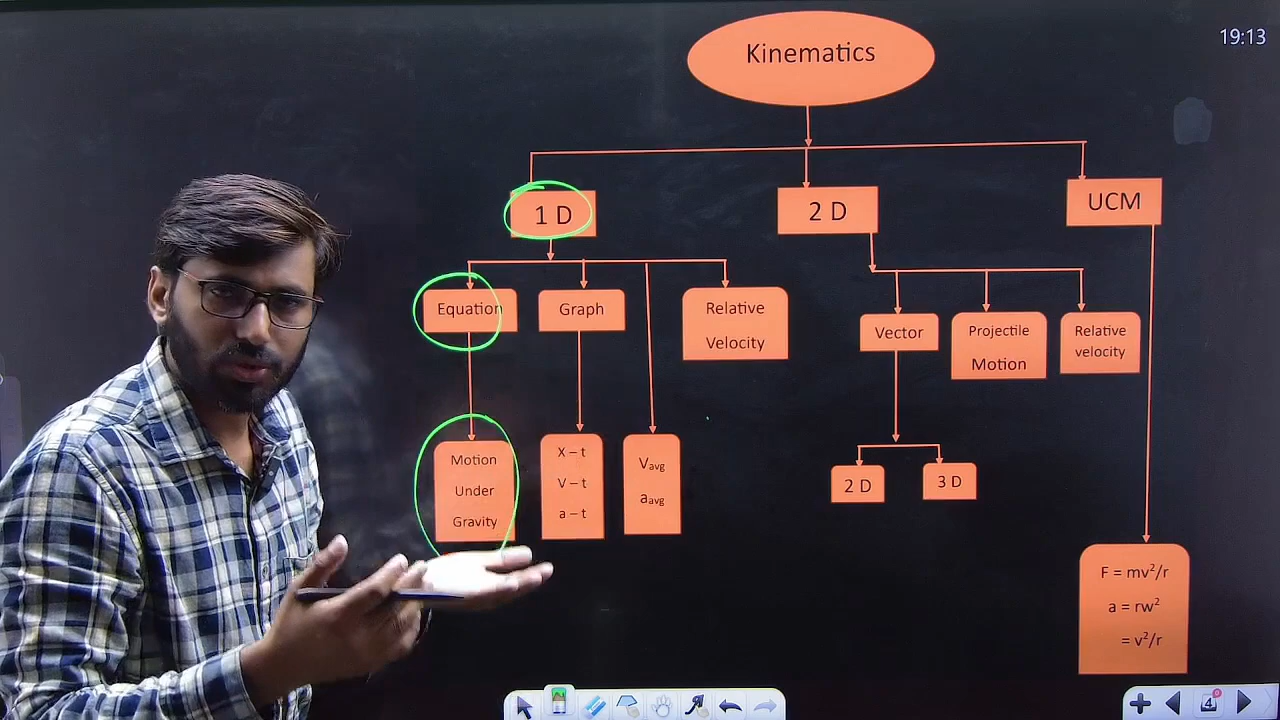 19:13
Kinematics
1 D
2 D
UCM
Equation
Graph
Relative
Velocity
Vector
Projectile
Motion
Relative
velocity
Motion
Under
Gravity
X – t
V – t
a – t
Vavg
aavg
2 D
3 D
F = mv²/r
a = rw²
= v²/r
4